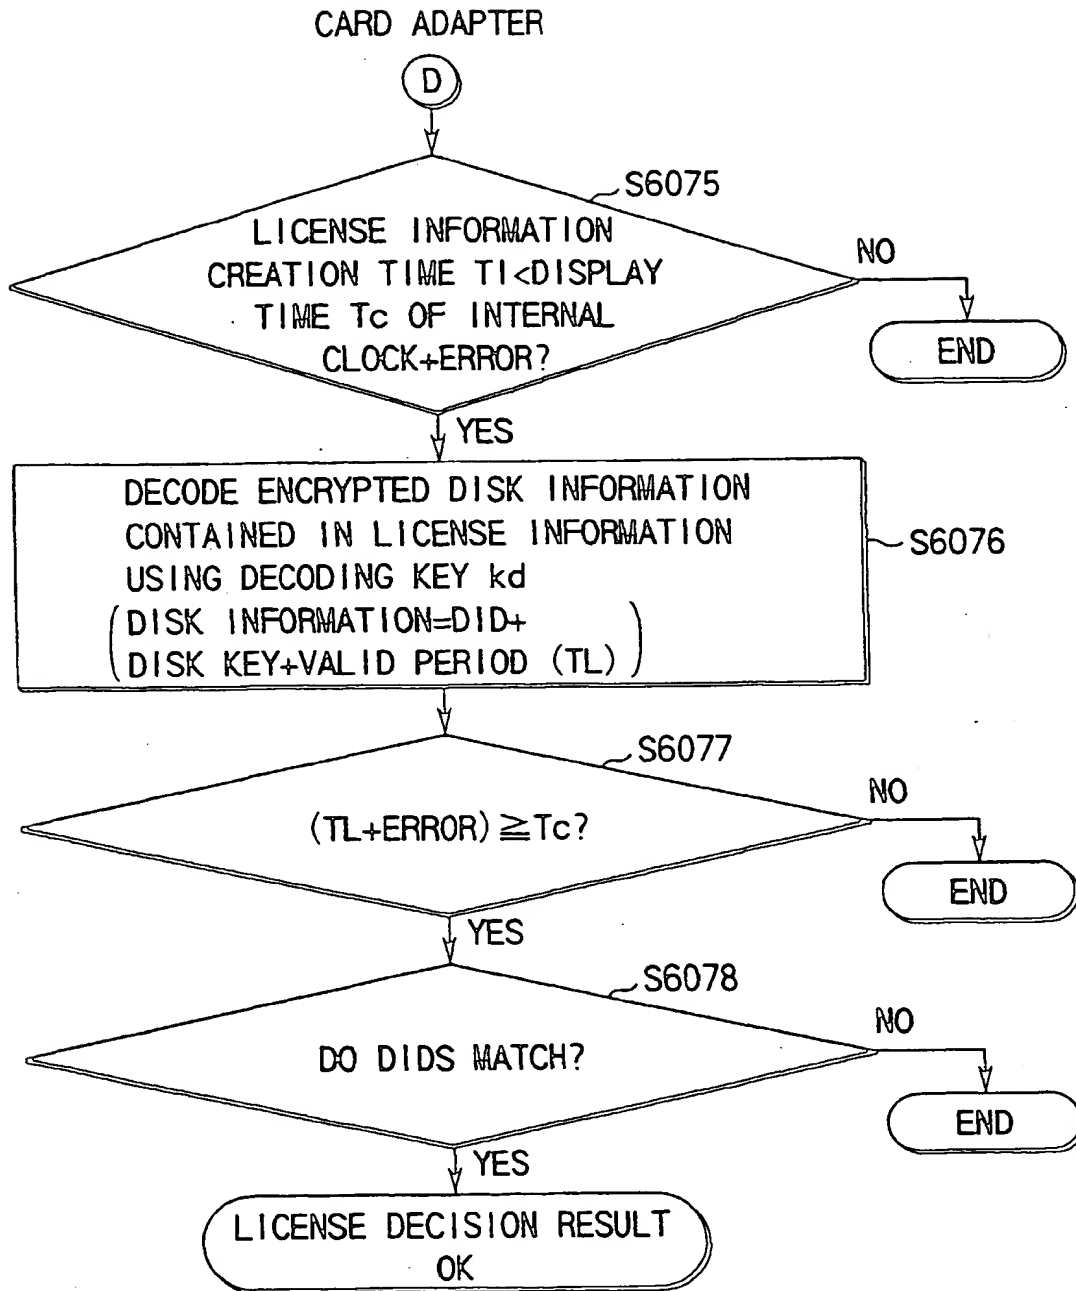 CARD ADAPTER
D
S6075
LICENSE INFORMATION
CREATION TIME TI<DISPLAY
TIME Tc OF INTERNAL
CLOCK+ERROR?
NO
END
YES
DECODE ENCRYPTED DISK INFORMATION
CONTAINED IN LICENSE INFORMATION
USING DECODING KEY kd
(DISK INFORMATION=DID+
DISK KEY+VALID PERIOD (TL))
S6076
S6077
(TL+ERROR)≧Tc?
NO
END
YES
S6078
DO DIDS MATCH?
NO
END
YES
LICENSE DECISION RESULT
OK